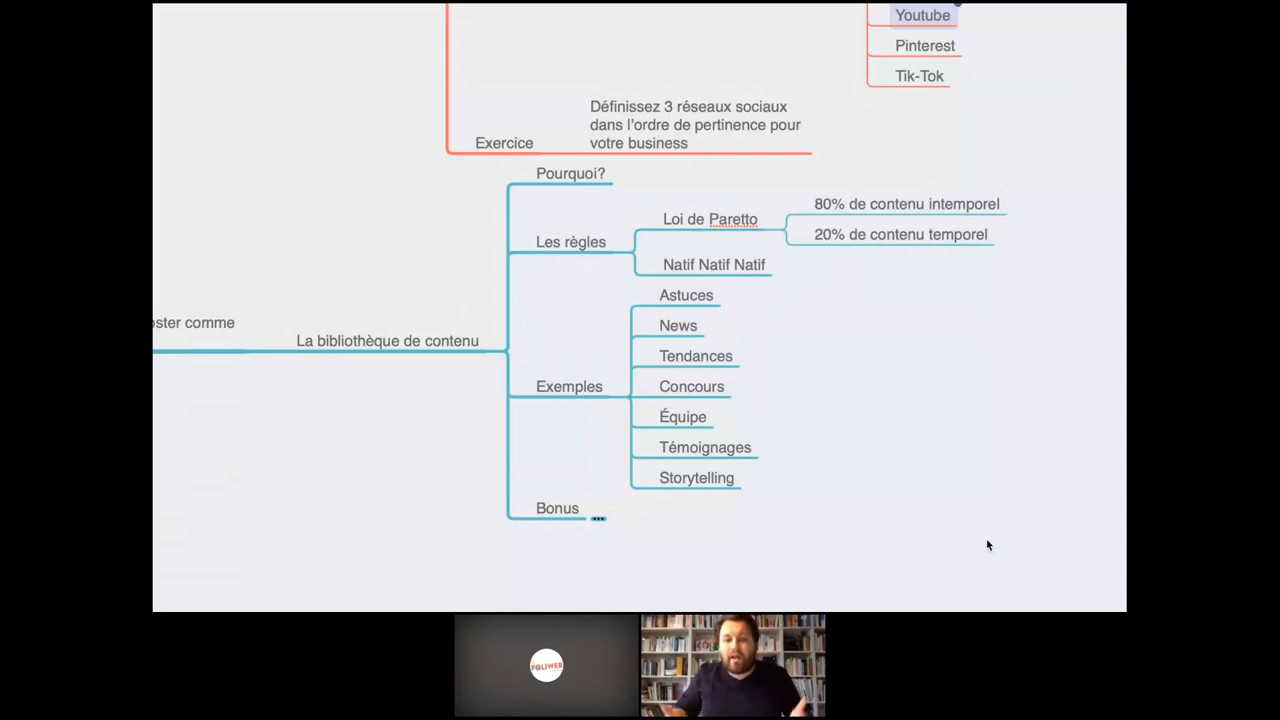 Youtube
Pinterest
Tik-Tok
Définissez 3 réseaux sociaux
dans l'ordre de pertinence pour
votre business
Exercice
Pourquoi?
80% de contenu intemporel
Loi de Paretto
20% de contenu temporel
Les règles
Natif Natif Natif
Astuces
oster comme
News
La bibliothèque de contenu
Tendances
Exemples
Concours
Équipe
Témoignages
Storytelling
Bonus
FOLIWEB